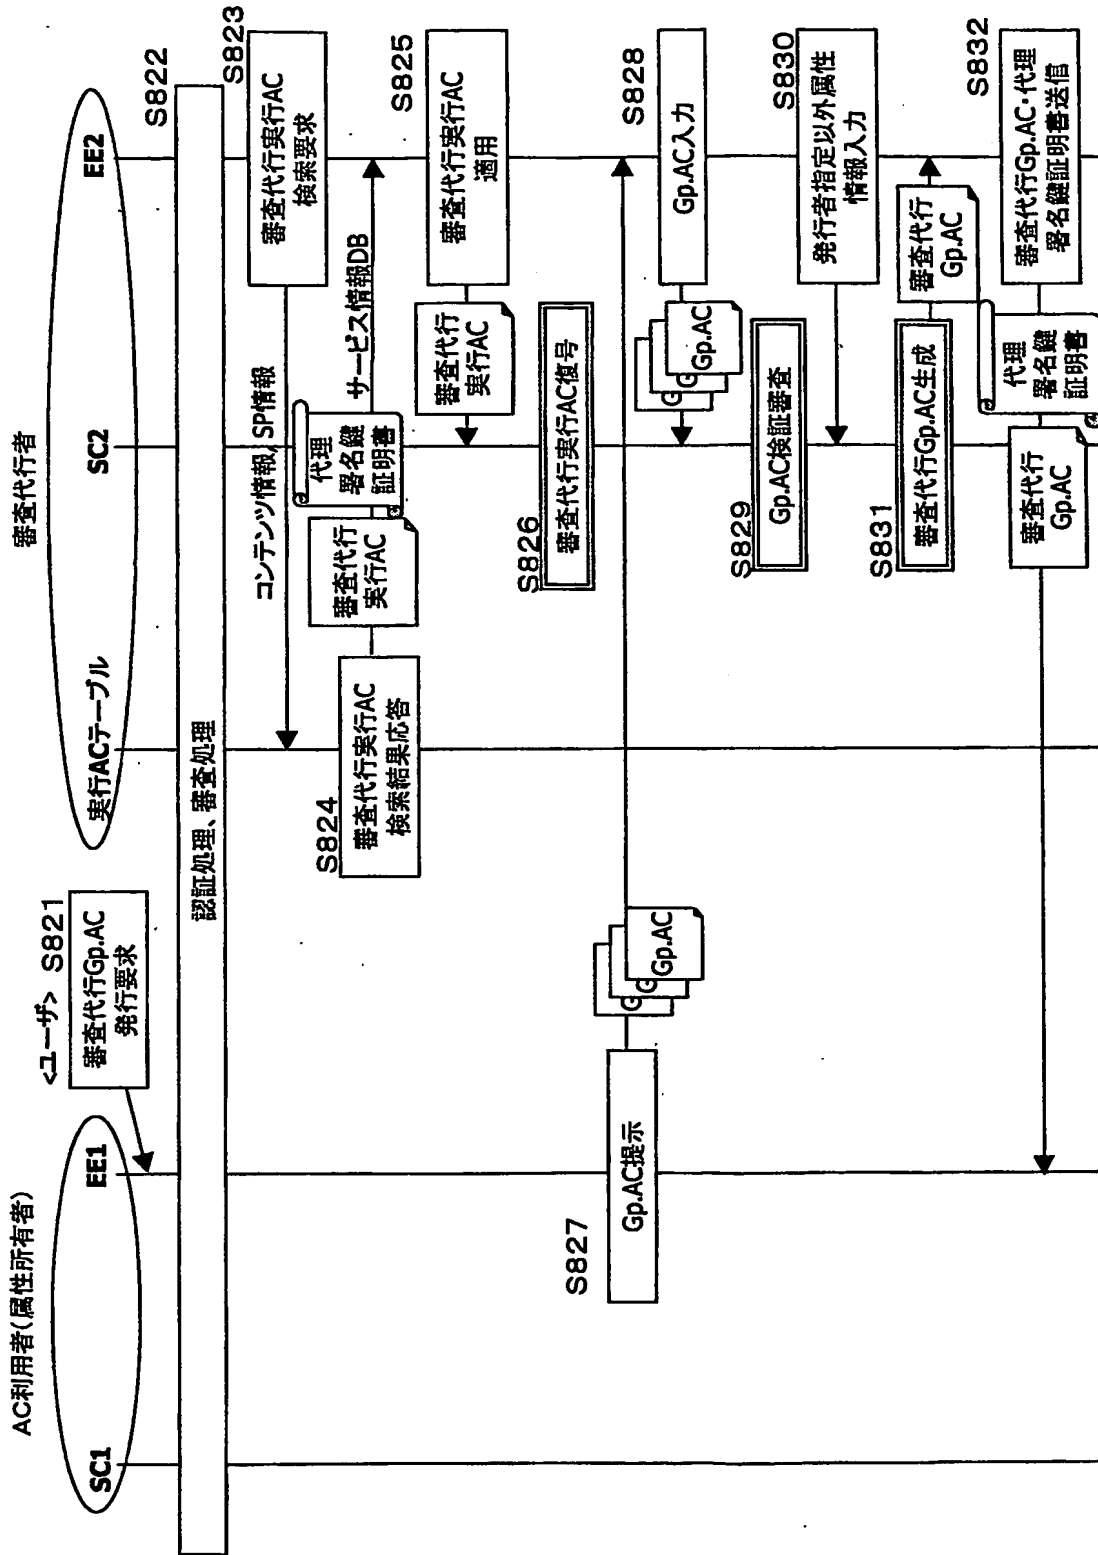 AC利用者(属性所有者)
審査代行者
SC1
EE1
実行ACテーブル
SC2
EE2
<ユーザ> S821
審査代行Gp.AC
発行要求
S822
認証処理、審査処理
S823
審査代行実行AC
検索要求
コンテンツ情報, SP情報
S824
審査代行実行AC
検索結果応答
審査代行
実行AC
代理
署名鍵
証明書
サービス情報DB
S825
審査代行実行AC
適用
審査代行
実行AC
S826
審査代行実行AC復号
S827
Gp.AC提示
G
G
Gp.AC
S828
Gp.AC入力
G
G
Gp.AC
S829
Gp.AC検証審査
S830
発行者指定以外属性
情報入力
S831
審査代行Gp.AC生成
審査代行
Gp.AC
S832
審査代行Gp.AC・代理
署名鍵証明書送信
代理
署名鍵
証明書
審査代行
Gp.AC